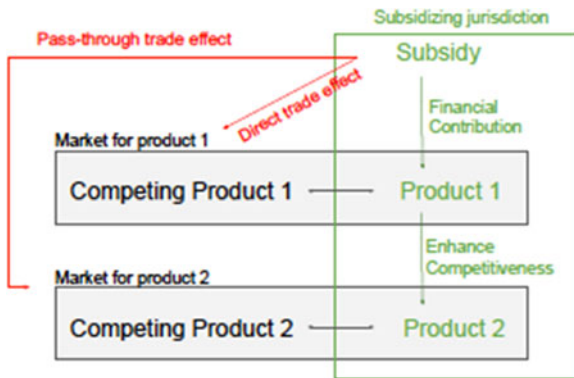 Subsidizing jurisdiction
Pass-through trade effect
Subsidy
Direct trade effect
Financial
Contribution
Market for product 1
Competing Product 1
Product 1
Enhance
Competitiveness
Market for product 2
Competing Product 2
Product 2